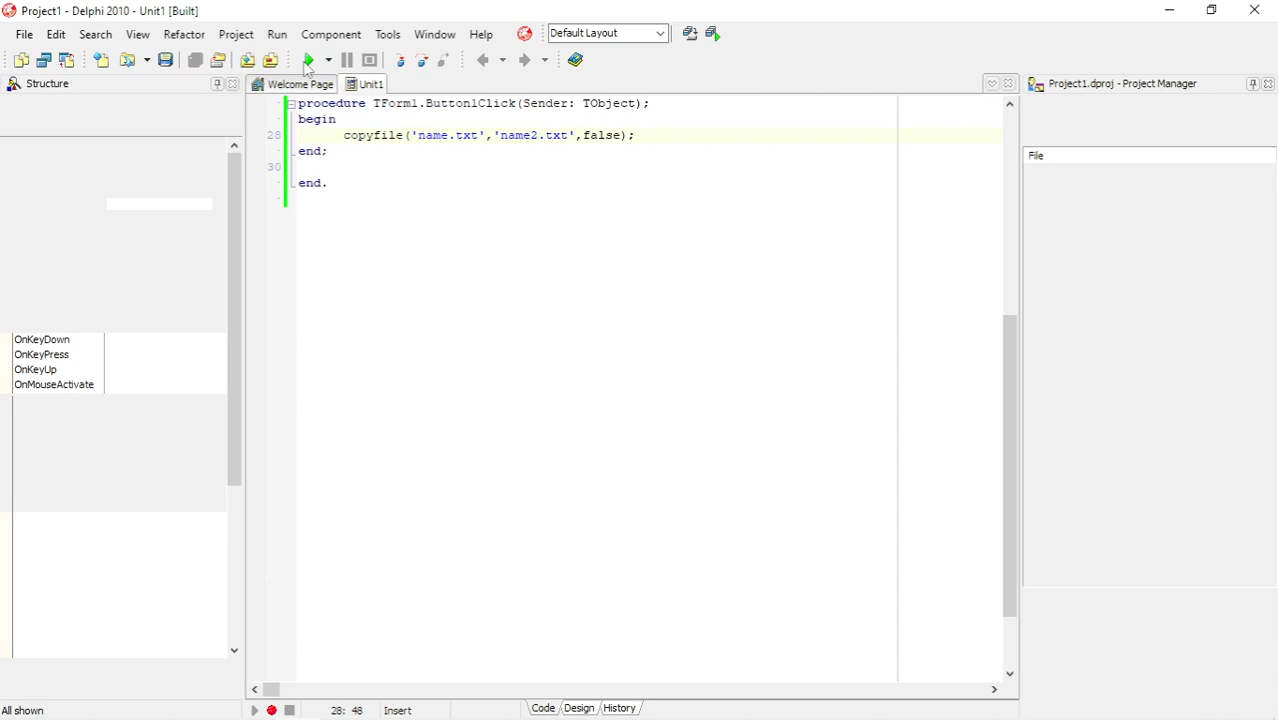 Project1 - Delphi 2010 - Unit1 [Built]
File Edit Search View Refactor Project Run Component Tools Window Help Default Layout
Structure
Welcome Page Unit1
Project1.dproj - Project Manager
procedure TForm1.Button1Click(Sender: TObject);
begin
28 copyfile('name.txt','name2.txt',false);
end;
30
end.
File
OnKeyDown
OnKeyPress
OnKeyUp
OnMouseActivate
All shown
28: 48 Insert Code Design History